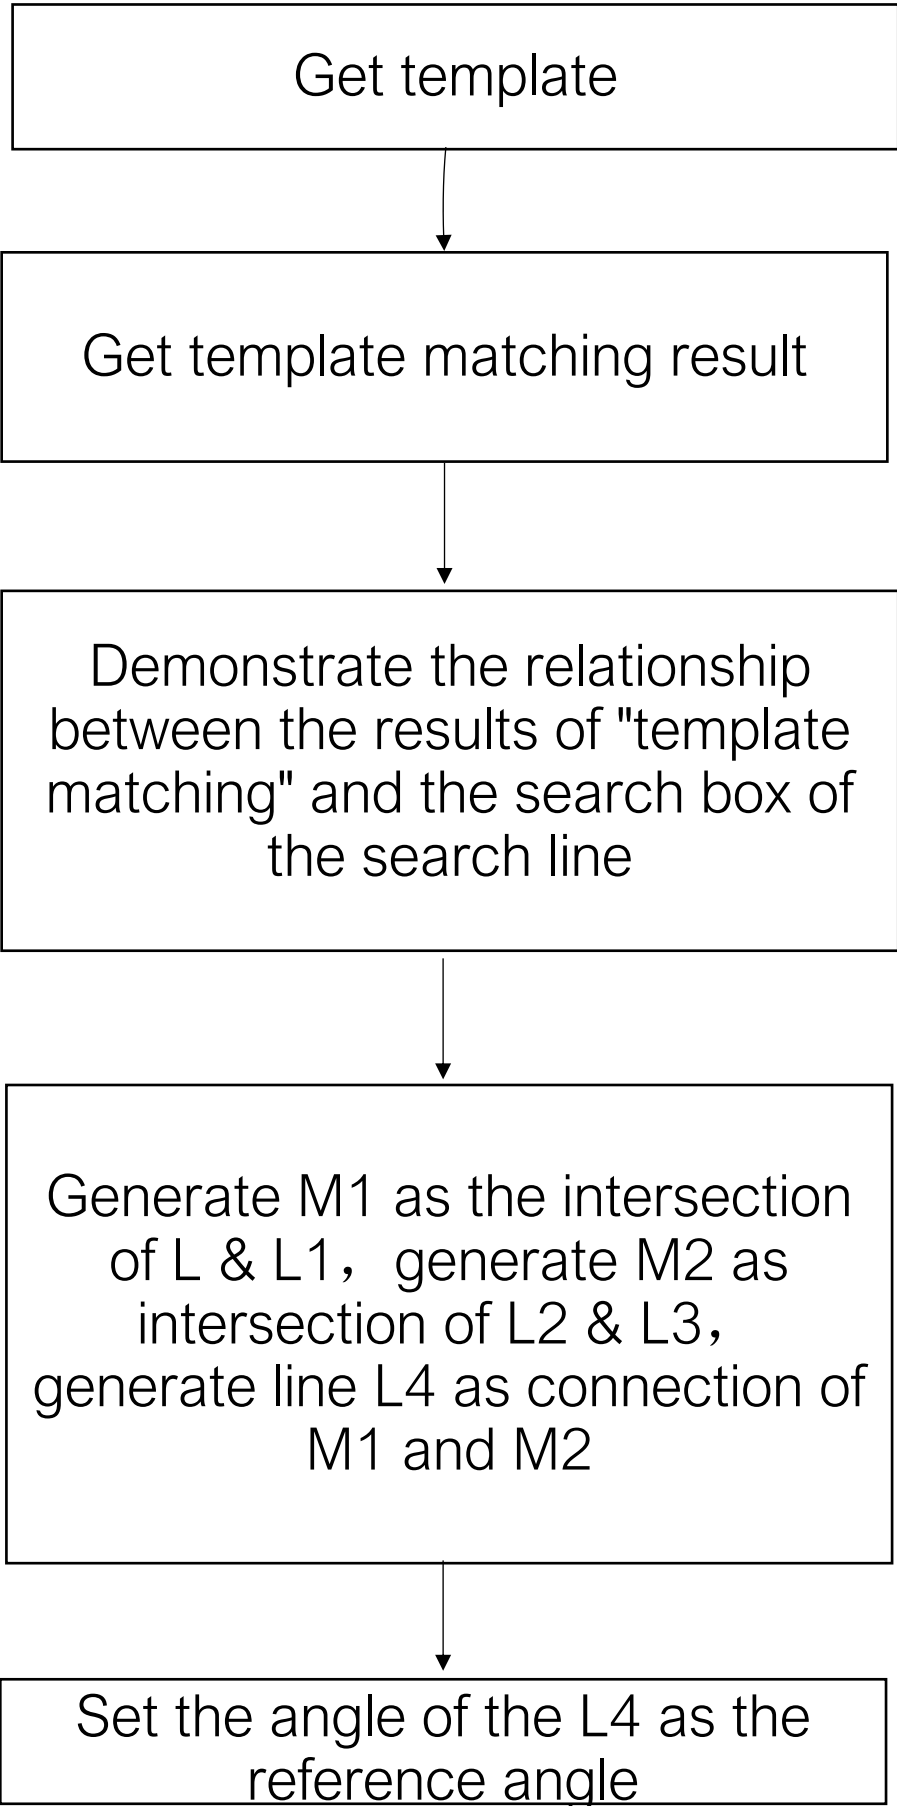 Get template
Get template matching result
Demonstrate the relationship
between the results of "template
matching" and the search box of
the search line
Generate M1 as the intersection
of L & L1，generate M2 as
intersection of L2 & L3，
generate line L4 as connection of
M1 and M2
Set the angle of the L4 as the
reference angle